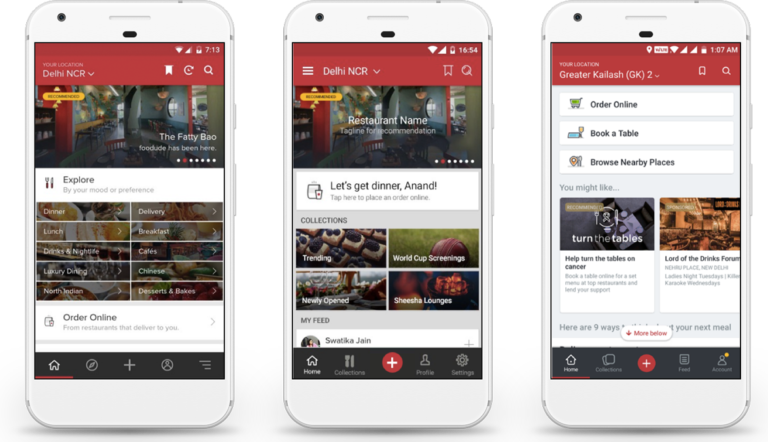 7:13
YOUR LOCATION
Delhi NCR
RECOMMENDED
The Fatty Bao
foodude has been here.
Explore
By your mood or preference
Dinner
Delivery
Lunch
Breakfast
Drinks & Nightlife
Cafés
Luxury Dining
Chinese
North Indian
Desserts & Bakes
Order Online
From restaurants that deliver to you.
16:54
Delhi NCR
RECOMMENDED
Restaurant Name
Tagline for recommendation
Let's get dinner, Anand!
Tap here to place an order online.
COLLECTIONS
Trending
World Cup Screenings
Newly Opened
Sheesha Lounges
MY FEED
Swatika Jain
Home
Collections
Profile
Settings
1:07 AM
YOUR LOCATION
Greater Kailash (GK) 2
Order Online
Book a Table
Browse Nearby Places
You might like...
RECOMMENDED
SPONSORED
turn the tables
Help turn the tables on
cancer
Book a table online for a set
menu at top restaurants and
lend your support
Lord of the Drinks Forum
NEHRU PLACE, NEW DELHI
Ladies Night Tuesdays | Killer
Karaoke Wednesdays
Here are 9 ways
your next meal
More below
Home
Collections
Feed
Account